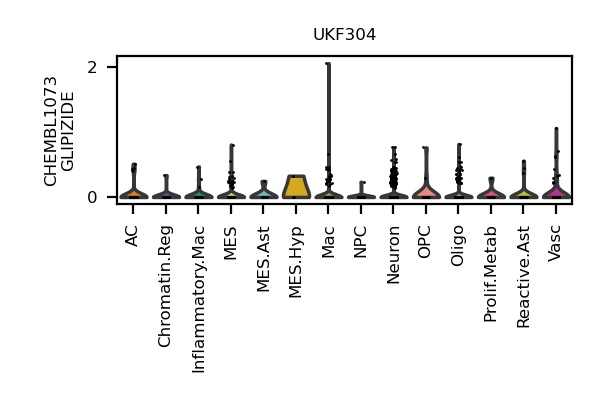 UKF304
CHEMBL1073
GLIPIZIDE
2
0
AC
Chromatin.Reg
Inflammatory.Mac
MES
MES.Ast
MES.Hyp
Mac
NPC
Neuron
OPC
Oligo
Prolif.Metab
Reactive.Ast
Vasc